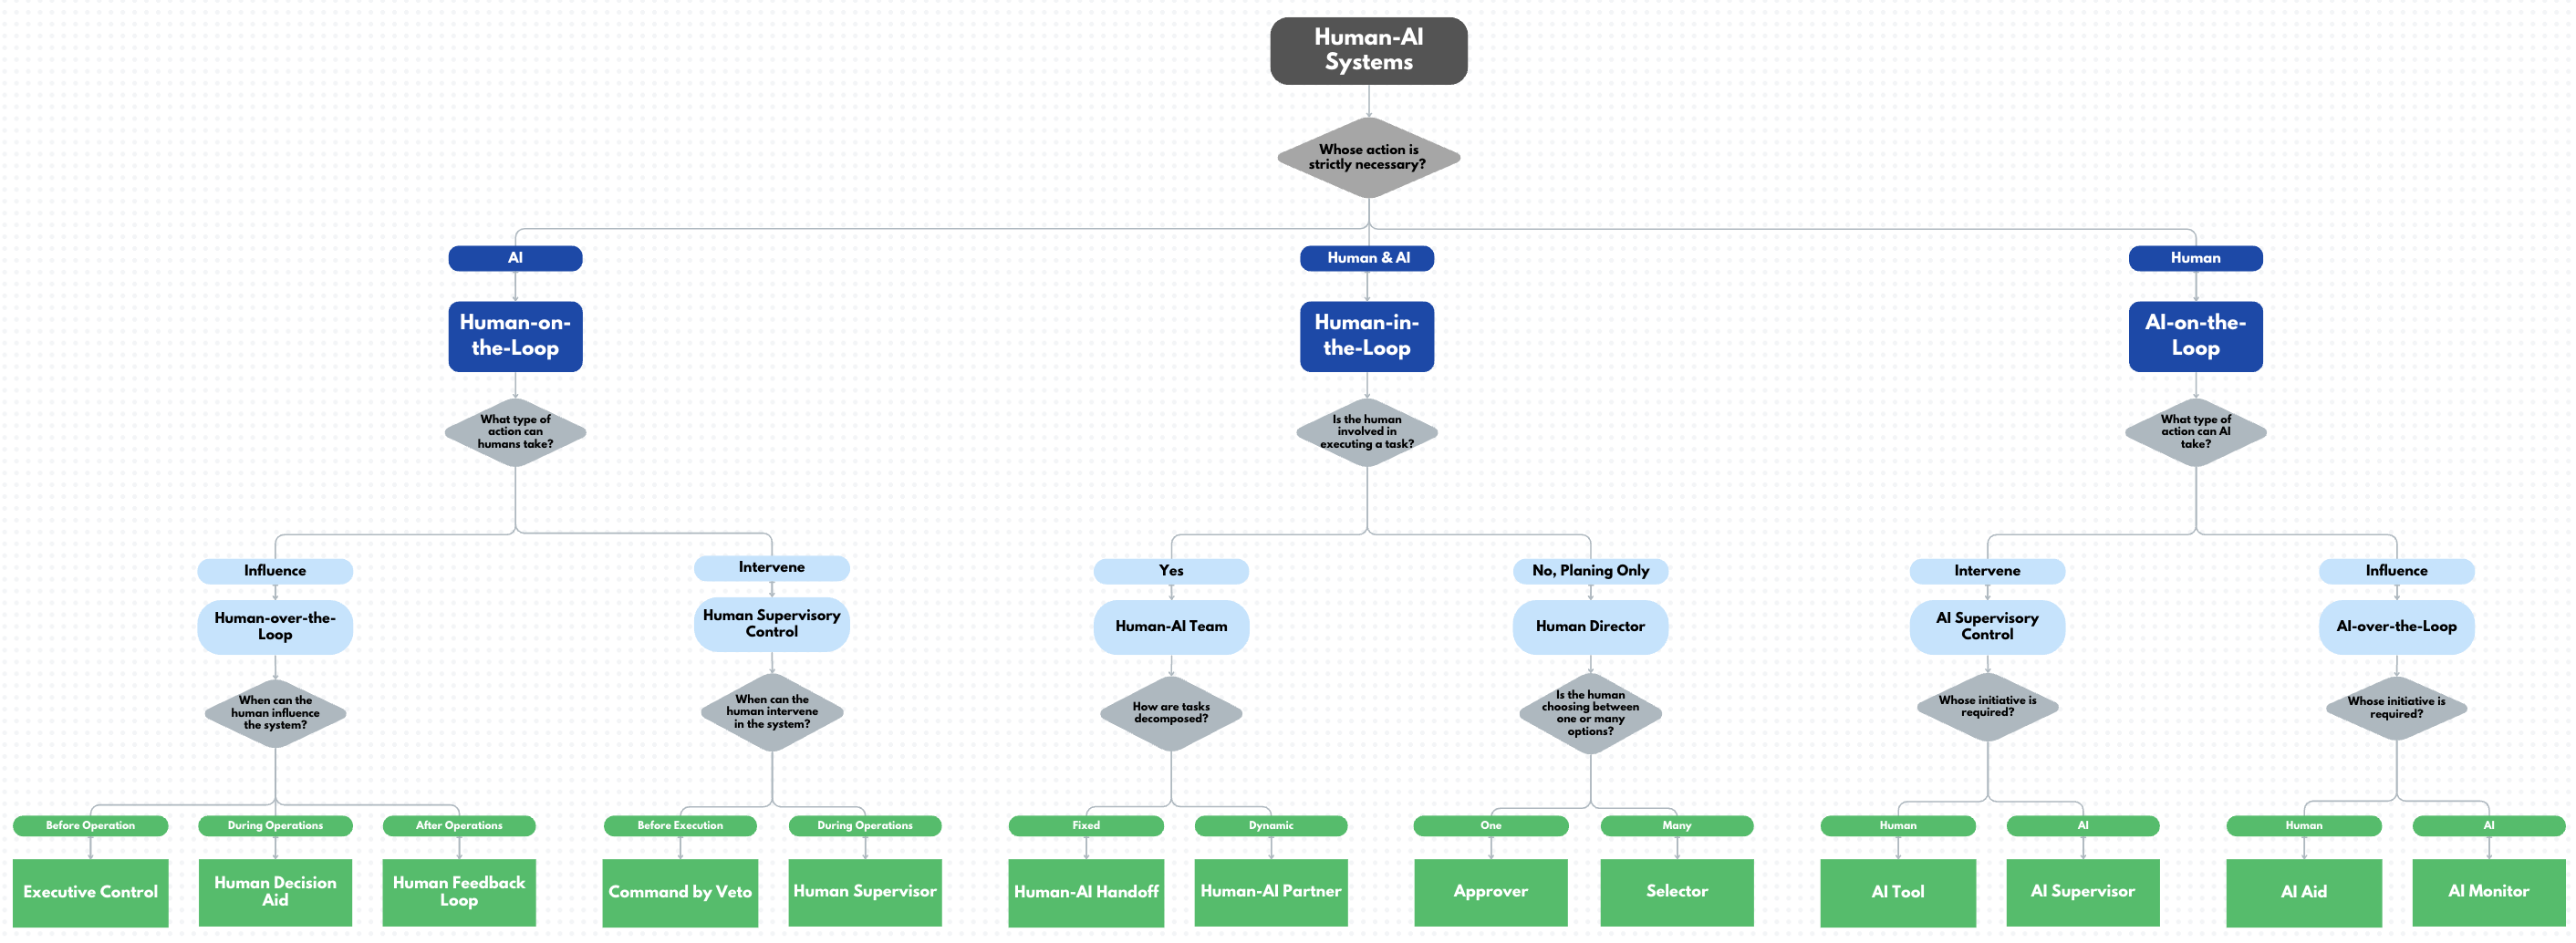 Human-AI
Systems
Whose action is
strictly necessary?
AI
Human & AI
Human
Human-on-
the-Loop
Human-in-
the-Loop
AI-on-the-
Loop
What type of
action can
humans take?
Is the human
involved in
executing a task?
What type of
action can AI
take?
Influence
Intervene
Yes
No, Planing Only
Intervene
Influence
Human-over-the-
Loop
Human Supervisory
Control
Human-AI Team
Human Director
AI Supervisory
Control
AI-over-the-Loop
When can the
human influence
the system?
When can the
human intervene
in the system?
How are tasks
decomposed?
Is the human
choosing between
one or many
options?
Whose initiative is
required?
Whose initiative is
required?
Before Operation
During Operations
After Operations
Before Execution
During Operations
Fixed
Dynamic
One
Many
Human
AI
Human
AI
Executive Control
Human Decision
Aid
Human Feedback
Loop
Command by Veto
Human Supervisor
Human-AI Handoff
Human-AI Partner
Approver
Selector
AI Tool
AI Supervisor
AI Aid
AI Monitor